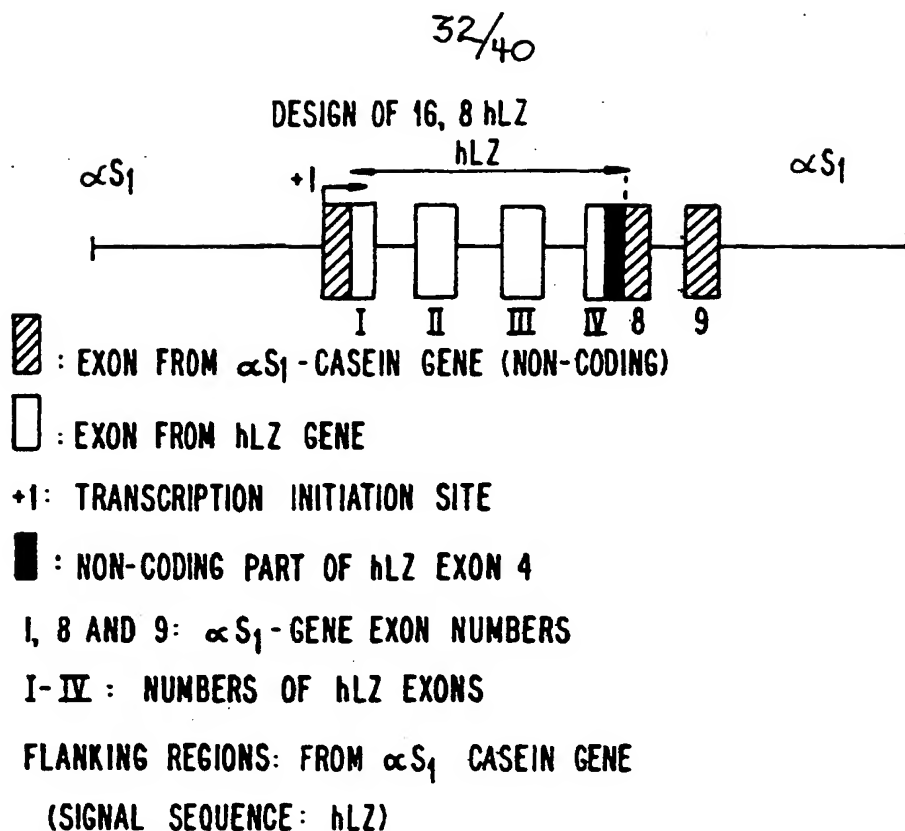 32/40
DESIGN OF 16, 8 hLZ
hLZ
αS1 +1 αS1
I II III IV 8 9
: EXON FROM αS1-CASEIN GENE (NON-CODING)
: EXON FROM hLZ GENE
+1: TRANSCRIPTION INITIATION SITE
: NON-CODING PART OF hLZ EXON 4
I, 8 AND 9: αS1-GENE EXON NUMBERS
I-IV: NUMBERS OF hLZ EXONS
FLANKING REGIONS: FROM αS1 CASEIN GENE
(SIGNAL SEQUENCE: hLZ)